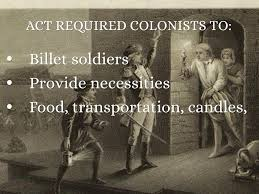 ACT REQUIRED COLONISTS TO:
• Billet soldiers
• Provide necessities
• Food, transportation, candles,